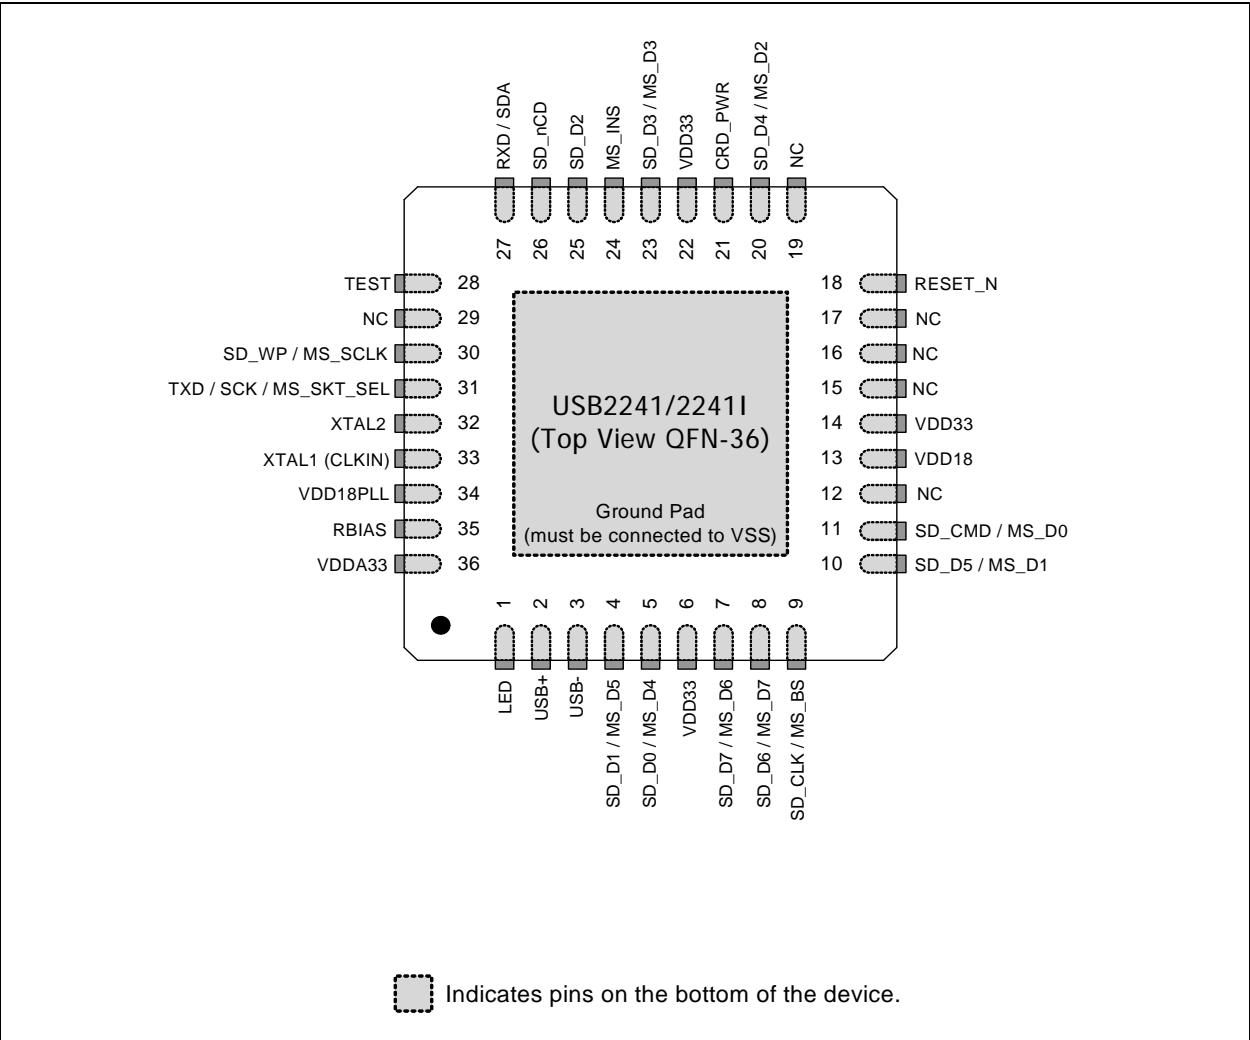 RXD / SDA
SD_nCD
SD_D2
MS_INS
SD_D3 / MS_D3
VDD33
CRD_PWR
SD_D4 / MS_D2
NC
27
26
25
24
23
22
21
20
19
TEST 28
NC 29
SD_WP / MS_SCLK 30
TXD / SCK / MS_SKT_SEL 31
XTAL2 32
XTAL1 (CLKIN) 33
VDD18PLL 34
RBIAS 35
VDDA33 36
USB2241/2241I
(Top View QFN-36)
Ground Pad
(must be connected to VSS)
18 RESET_N
17 NC
16 NC
15 NC
14 VDD33
13 VDD18
12 NC
11 SD_CMD / MS_D0
10 SD_D5 / MS_D1
1
2
3
4
5
6
7
8
9
LED
USB+
USB-
SD_D1 / MS_D5
SD_D0 / MS_D4
VDD33
SD_D7 / MS_D6
SD_D6 / MS_D7
SD_CLK / MS_BS
Indicates pins on the bottom of the device.